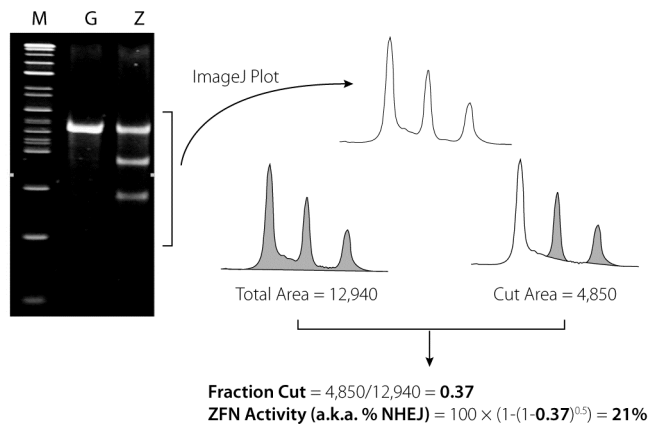 M G Z
ImageJ Plot
Total Area = 12,940
Cut Area = 4,850
Fraction Cut = 4,850/12,940 = 0.37
ZFN Activity (a.k.a. % NHEJ) = 100 × (1-(1-0.37)^0.5) = 21%